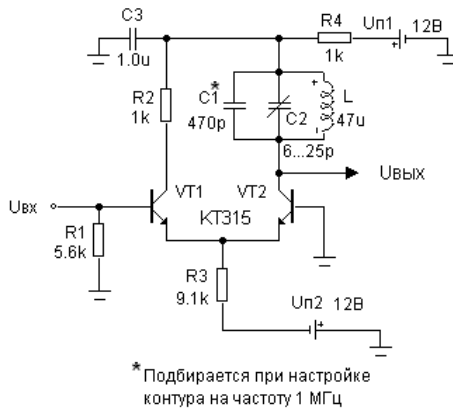 C3
1.0u
R4
1k
Uп1
12В
R2
1k
C1*
470p
C2
6...25p
L
47u
Uвых
Uвх
VT1
VT2
КТ315
R1
5.6k
R3
9.1k
Uп2 12В
* Подбирается при настройке
контура на частоту 1 МГц